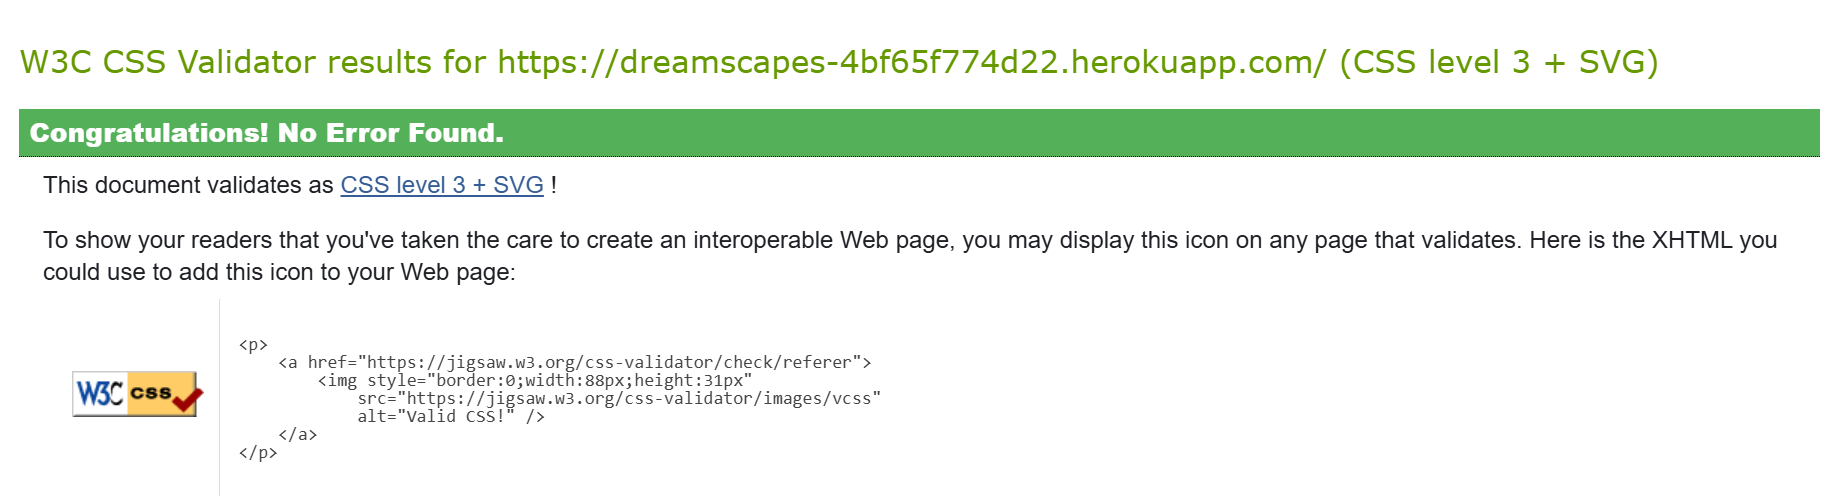 W3C CSS Validator results for https://dreamscapes-4bf65f774d22.herokuapp.com/ (CSS level 3 + SVG)
Congratulations! No Error Found.
This document validates as CSS level 3 + SVG !
To show your readers that you've taken the care to create an interoperable Web page, you may display this icon on any page that validates. Here is the XHTML you
could use to add this icon to your Web page:
W3C css
<p>
    <a href="https://jigsaw.w3.org/css-validator/check/referer">
        <img style="border:0;width:88px;height:31px"
            src="https://jigsaw.w3.org/css-validator/images/vcss"
            alt="Valid CSS!" />
    </a>
</p>